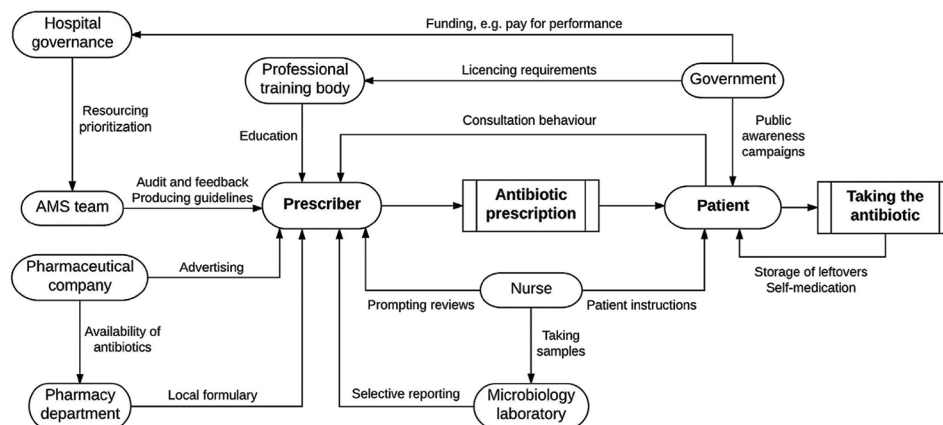 Hospital
governance
Funding, e.g. pay for performance
Professional
training body
Licencing requirements
Government
Resourcing
prioritization
Education
Consultation behaviour
Public
awareness
campaigns
AMS team
Audit and feedback
Producing guidelines
Prescriber
Antibiotic
prescription
Patient
Taking the
antibiotic
Pharmaceutical
company
Advertising
Prompting reviews
Nurse
Patient instructions
Storage of leftovers
Self-medication
Availability of
antibiotics
Taking
samples
Pharmacy
department
Local formulary
Selective reporting
Microbiology
laboratory